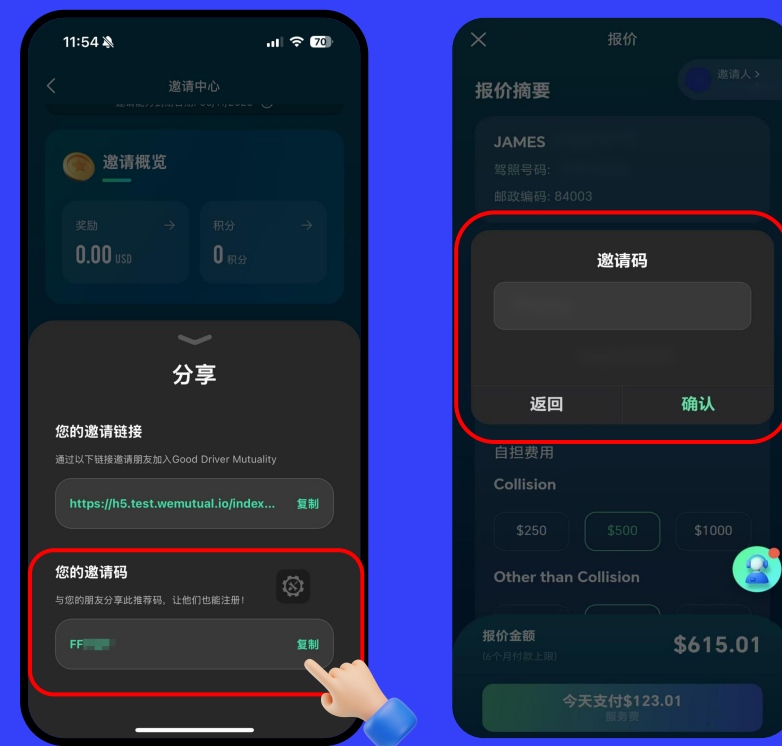 11:54
70
邀请中心
邀请概览
奖励
0.00 USD
积分
0 积分
分享
您的邀请链接
通过以下链接邀请朋友加入Good Driver Mutuality
https://h5.test.wemutual.io/index...
复制
您的邀请码
与您的朋友分享此推荐码，让他们也能注册！
FF
复制
报价
邀请人 >
报价摘要
JAMES
驾照号码:
邮政编码: 84003
邀请码
返回
确认
自担费用
Collision
$250
$500
$1000
Other than Collision
报价金额
$615.01
(6个月付款上限)
今天支付$123.01
服务费